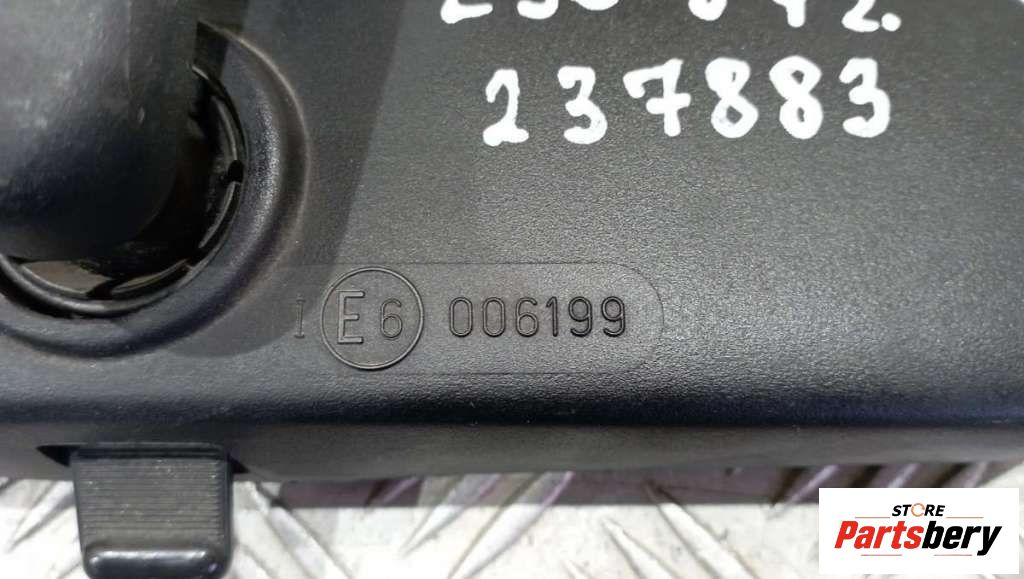 237883
I E6 006199
STORE
Partsbery